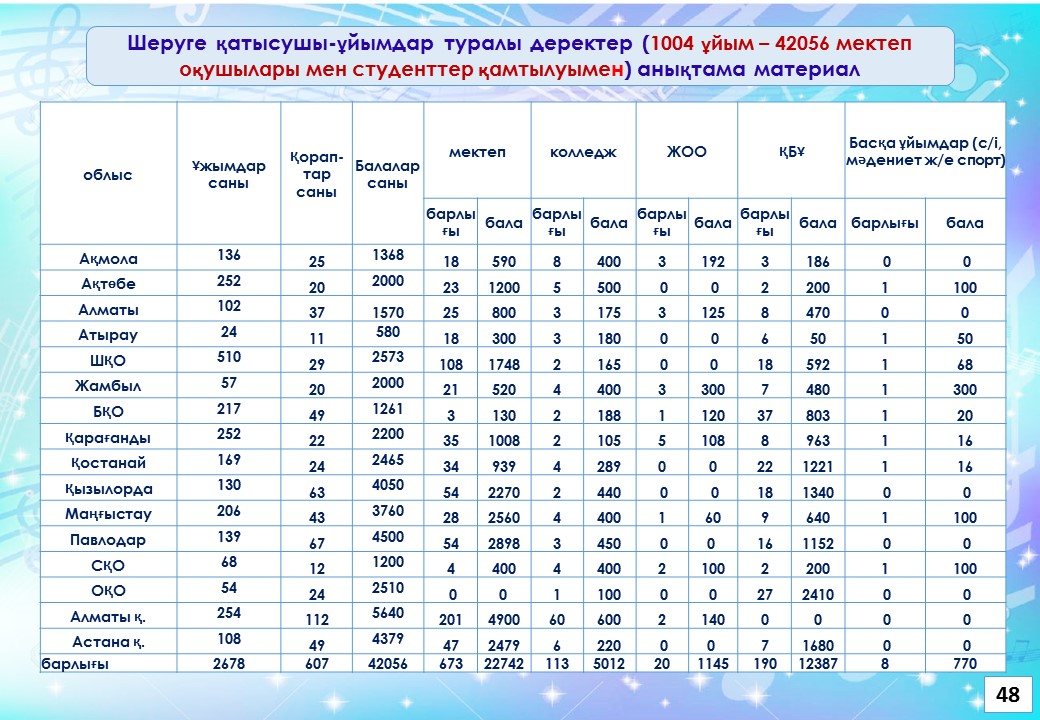 Шеруге қатысушы-ұйымдар туралы деректер (1004 ұйым – 42056 мектеп
оқушылары мен студенттер қамтылуымен) анықтама материал
облыс Ұжымдар саны Қорап-тар саны Балалар саны мектеп колледж ЖОО ҚБҰ Басқа ұйымдар (с/і, мәдениет ж/е спорт)
барлығы бала барлығы бала барлығы бала барлығы бала барлығы бала
Ақмола 136 25 1368 18 590 8 400 3 192 3 186 0 0
Ақтөбе 252 20 2000 23 1200 5 500 0 0 2 200 1 100
Алматы 102 37 1570 25 800 3 175 3 125 8 470 0 0
Атырау 24 11 580 18 300 3 180 0 0 6 50 1 50
ШҚО 510 29 2573 108 1748 2 165 0 0 18 592 1 68
Жамбыл 57 20 2000 21 520 4 400 3 300 7 480 1 300
БҚО 217 49 1261 3 130 2 188 1 120 37 803 1 20
Қарағанды 252 22 2200 35 1008 2 105 5 108 8 963 1 16
Қостанай 169 24 2465 34 939 4 289 0 0 22 1221 1 16
Қызылорда 130 63 4050 54 2270 2 440 0 0 18 1340 0 0
Маңғыстау 206 43 3760 28 2560 4 400 1 60 9 640 1 100
Павлодар 139 67 4500 54 2898 3 450 0 0 16 1152 0 0
СҚО 68 12 1200 4 400 4 400 2 100 2 200 1 100
ОҚО 54 24 2510 0 0 1 100 0 0 27 2410 0 0
Алматы қ. 254 112 5640 201 4900 60 600 2 140 0 0 0 0
Астана қ. 108 49 4379 47 2479 6 220 0 0 7 1680 0 0
барлығы 2678 607 42056 673 22742 113 5012 20 1145 190 12387 8 770
48